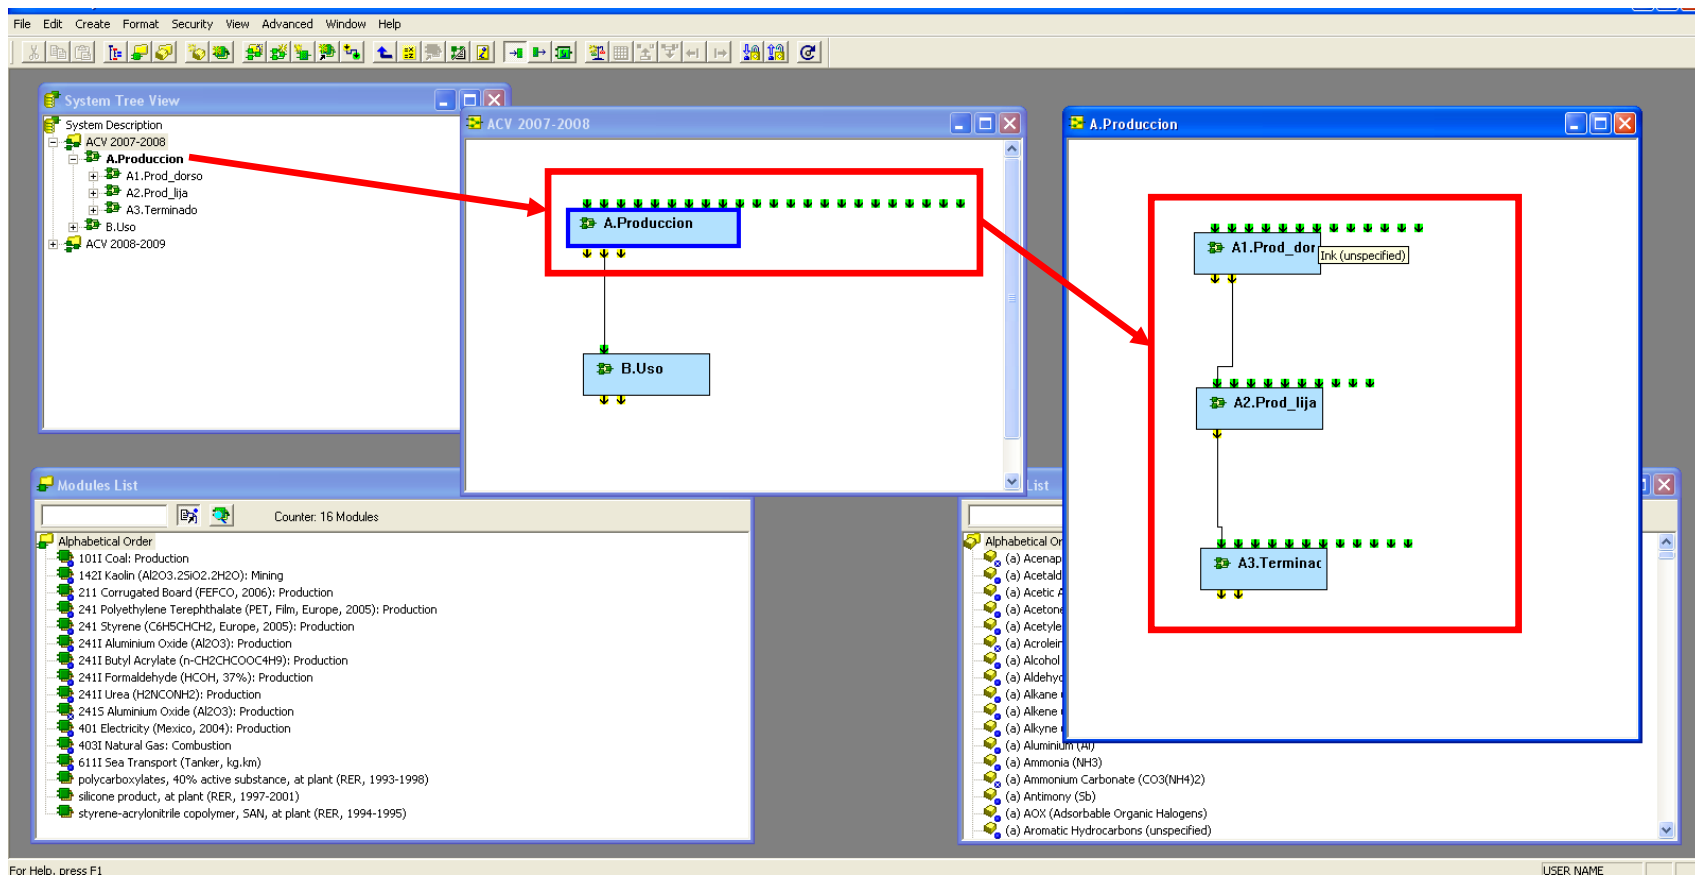 File Edit Create Format Security View Advanced Window Help
System Tree View
System Description
ACV 2007-2008
A.Produccion
A1.Prod_dorso
A2.Prod_lija
A3.Terminado
B.Uso
ACV 2008-2009
ACV 2007-2008
A.Produccion
B.Uso
A.Produccion
A1.Prod_dor
Ink (unspecified)
A2.Prod_lija
A3.Terminac
Modules List
Counter: 16 Modules
Alphabetical Order
101I Coal: Production
142I Kaolin (Al2O3.2SiO2.2H2O): Mining
211 Corrugated Board (FEFCO, 2006): Production
241 Polyethylene Terephthalate (PET, Film, Europe, 2005): Production
241 Styrene (C6H5CHCH2, Europe, 2005): Production
241I Aluminium Oxide (Al2O3): Production
241I Butyl Acrylate (n-CH2CHCOOC4H9): Production
241I Formaldehyde (HCOH, 37%): Production
241I Urea (H2NCONH2): Production
241S Aluminium Oxide (Al2O3): Production
401 Electricity (Mexico, 2004): Production
403I Natural Gas: Combustion
611I Sea Transport (Tanker, kg.km)
polycarboxylates, 40% active substance, at plant (RER, 1993-1998)
silicone product, at plant (RER, 1997-2001)
styrene-acrylonitrile copolymer, SAN, at plant (RER, 1994-1995)
List
Alphabetical Or
(a) Acenap
(a) Acetald
(a) Acetic A
(a) Acetone
(a) Acetyle
(a) Acrolein
(a) Alcohol
(a) Aldehyd
(a) Alkane
(a) Alkene
(a) Alkyne
(a) Aluminium (Al)
(a) Ammonia (NH3)
(a) Ammonium Carbonate (CO3(NH4)2)
(a) Antimony (Sb)
(a) AOX (Adsorbable Organic Halogens)
(a) Aromatic Hydrocarbons (unspecified)
For Help, press F1
USER NAME